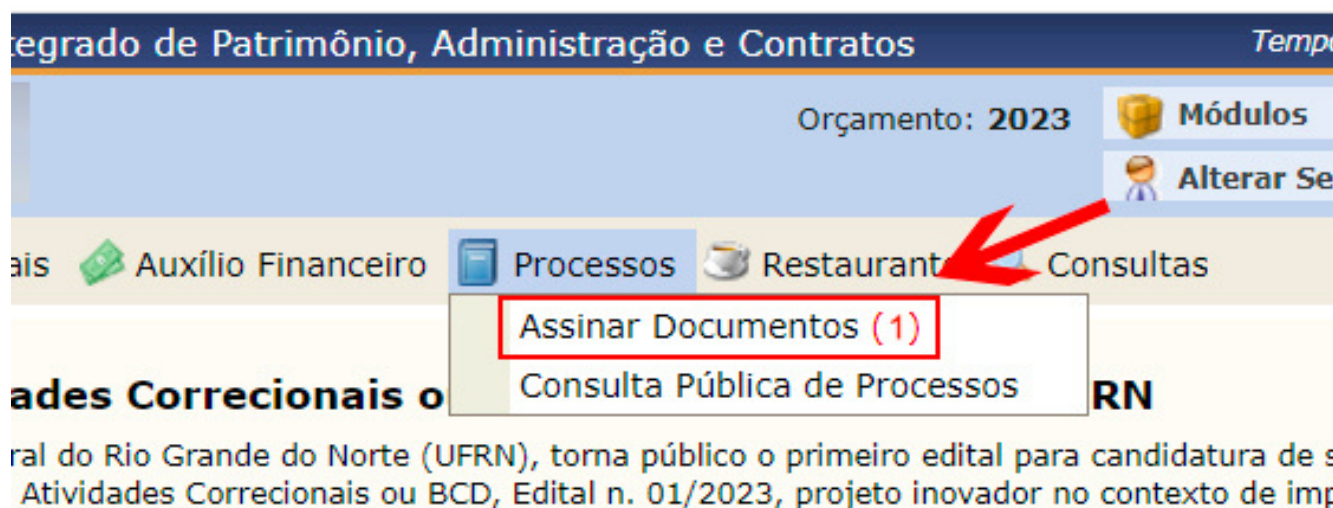 tegrado de Patrimônio, Administração e Contratos Tempo
Orçamento: 2023 Módulos
Alterar Se
ais Auxílio Financeiro Processos Restaurante Consultas
Assinar Documentos (1)
Consulta Pública de Processos
ades Correcionais o RN
ral do Rio Grande do Norte (UFRN), torna público o primeiro edital para candidatura de s
Atividades Correcionais ou BCD, Edital n. 01/2023, projeto inovador no contexto de imp